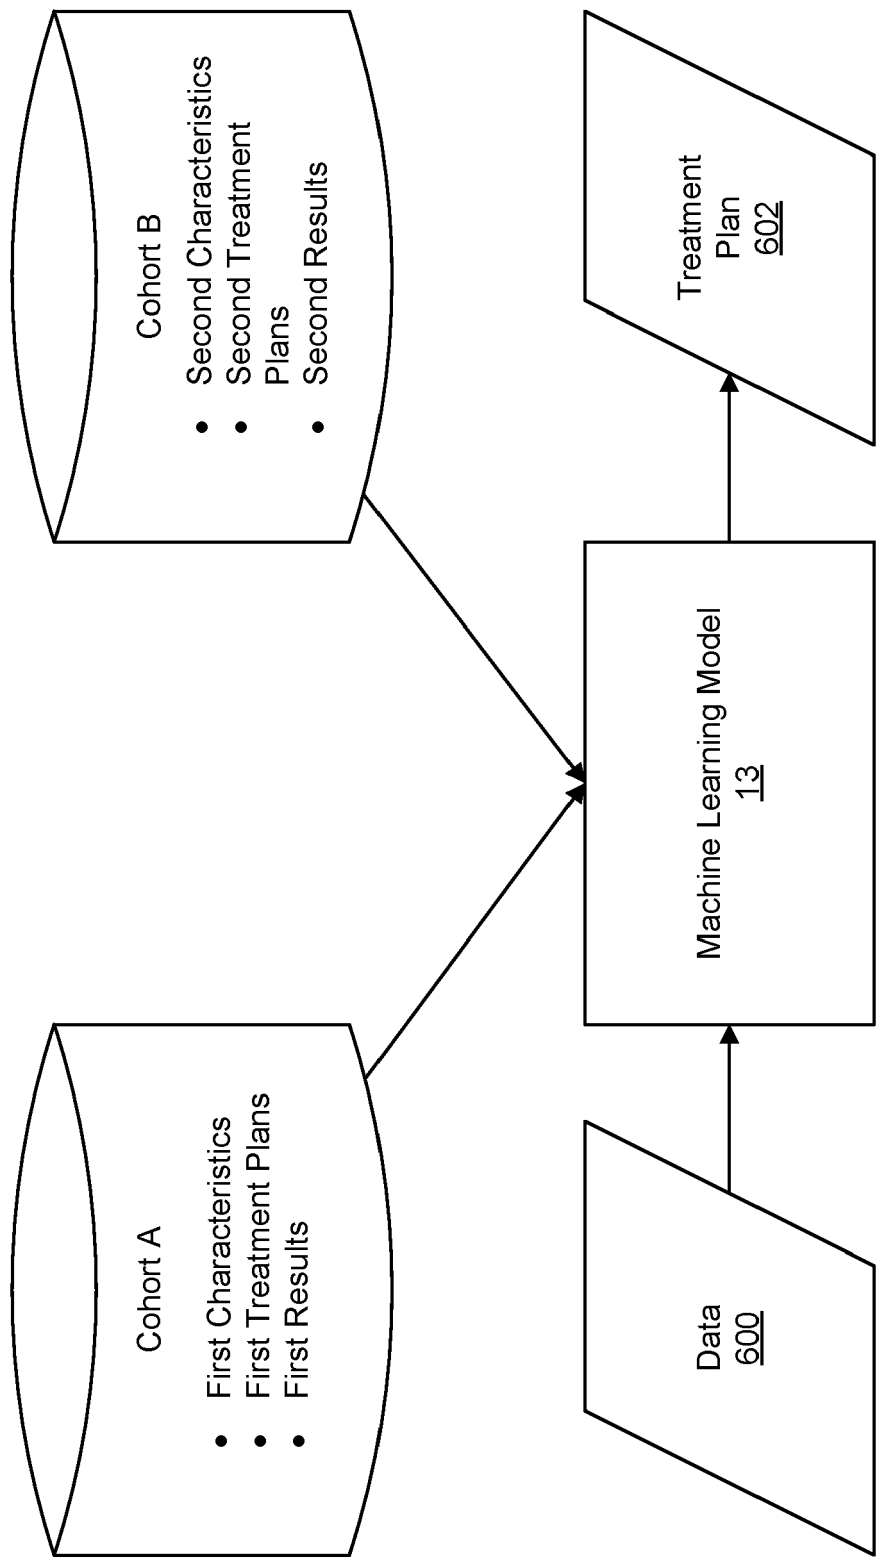 Cohort A
• First Characteristics
• First Treatment Plans
• First Results
Cohort B
• Second Characteristics
• Second Treatment
Plans
• Second Results
Data
600
Machine Learning Model
13
Treatment
Plan
602